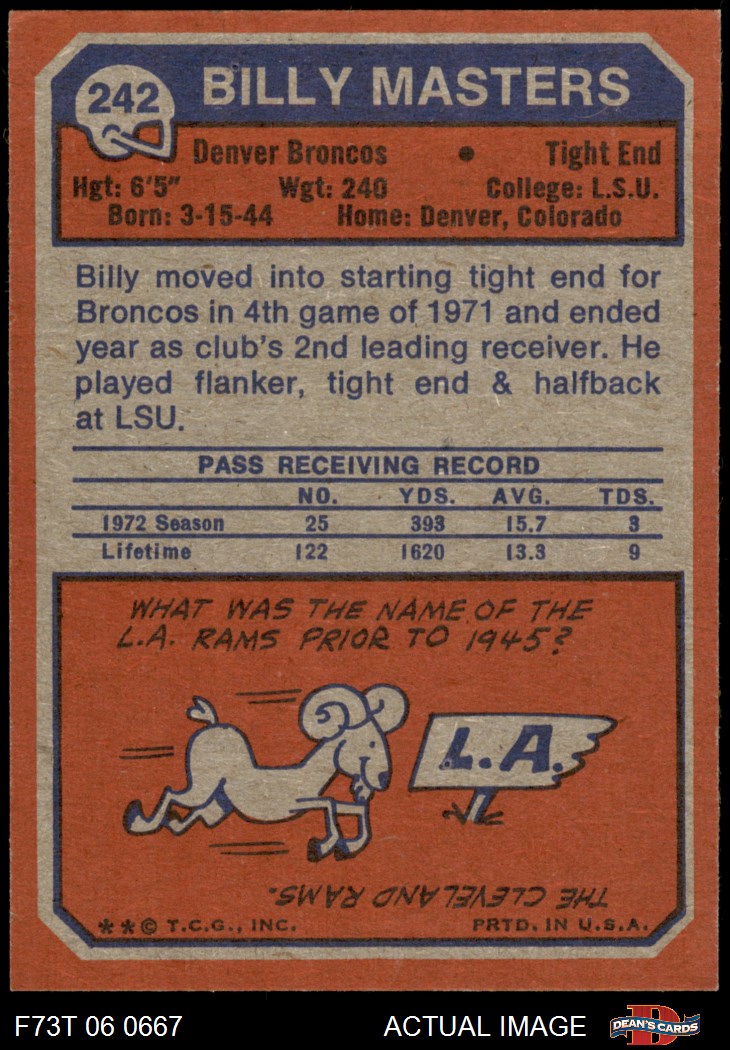 242 BILLY MASTERS
Denver Broncos • Tight End
Hgt: 6'5" Wgt: 240 College: L.S.U.
Born: 3-15-44 Home: Denver, Colorado
Billy moved into starting tight end for
Broncos in 4th game of 1971 and ended
year as club's 2nd leading receiver. He
played flanker, tight end & halfback
at LSU.
PASS RECEIVING RECORD
NO. YDS. AVG. TDS.
1972 Season 25 393 15.7 3
Lifetime 122 1620 13.3 9
WHAT WAS THE NAME OF THE
L.A. RAMS PRIOR TO 1945?
L.A.
THE CLEVELAND RAMS.
**© T.C.G., INC. PRTD. IN U.S.A.
F73T 06 0667 ACTUAL IMAGE D DEAN'S CARDS